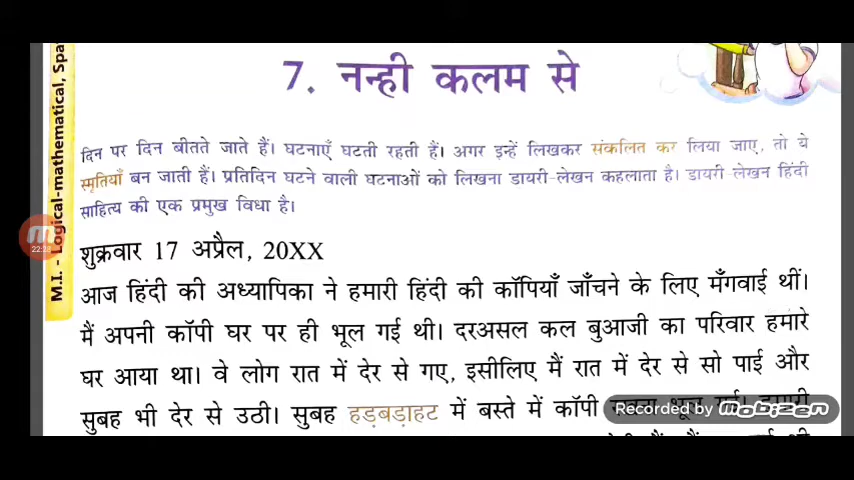 7. नन्ही कलम से
दिन पर दिन बीतते जाते हैं। घटनाएँ घटती रहती हैं। अगर इन्हें लिखकर संकलित कर लिया जाए, तो ये
स्मृतियाँ बन जाती हैं। प्रतिदिन घटने वाली घटनाओं को लिखना डायरी-लेखन कहलाता है। डायरी-लेखन हिंदी
साहित्य की एक प्रमुख विधा है।
शुक्रवार 17 अप्रैल, 20XX
आज हिंदी की अध्यापिका ने हमारी हिंदी की कॉपियाँ जाँचने के लिए मँगवाई थीं।
मैं अपनी कॉपी घर पर ही भूल गई थी। दरअसल कल बुआजी का परिवार हमारे
घर आया था। वे लोग रात में देर से गए, इसीलिए मैं रात में देर से सो पाई और
सुबह भी देर से उठी। सुबह हड़बड़ाहट में बस्ते में कॉपी
M.I. - Logical-mathematical, Spa
22:28
Recorded by Mobizen